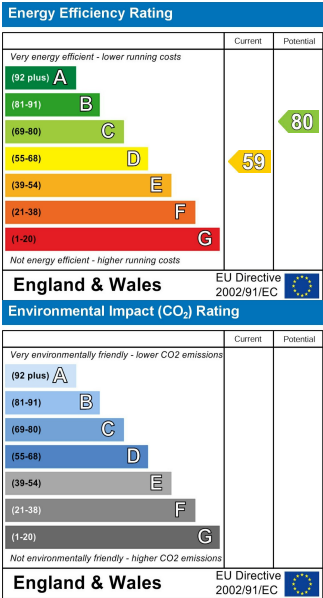 Energy Efficiency Rating
Current Potential
Very energy efficient - lower running costs
(92 plus) A
(81-91) B
(69-80) C
(55-68) D
(39-54) E
(21-38) F
(1-20) G
59
80
Not energy efficient - higher running costs
England & Wales
EU Directive
2002/91/EC
Environmental Impact (CO₂) Rating
Current Potential
Very environmentally friendly - lower CO2 emissions
(92 plus) A
(81-91) B
(69-80) C
(55-68) D
(39-54) E
(21-38) F
(1-20) G
Not environmentally friendly - higher CO2 emissions
England & Wales
EU Directive
2002/91/EC